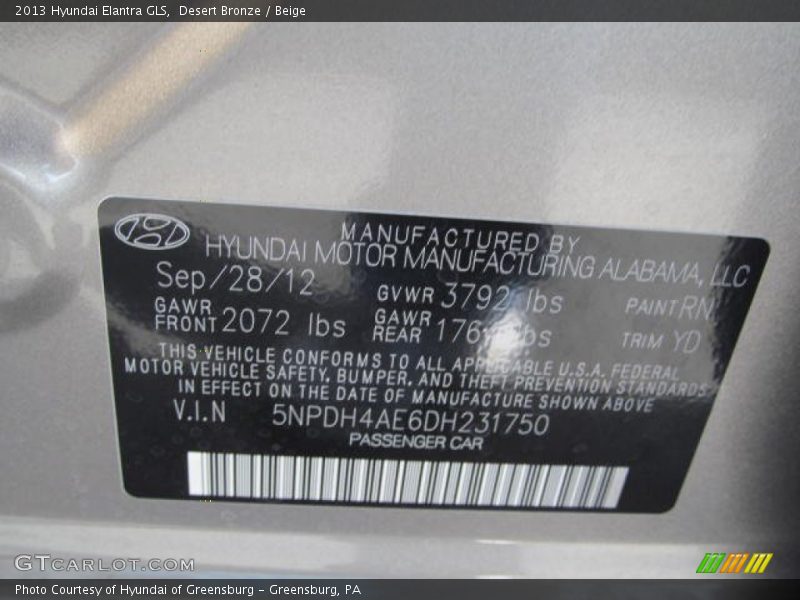 2013 Hyundai Elantra GLS, Desert Bronze / Beige
MANUFACTURED BY
HYUNDAI MOTOR MANUFACTURING ALABAMA, LLC
Sep/28/12
GVWR 3792 lbs
PAINT RN
GAWR FRONT 2072 lbs
GAWR REAR lbs
TRIM YD
THIS VEHICLE CONFORMS TO ALL APPLICABLE U.S.A. FEDERAL
MOTOR VEHICLE SAFETY, BUMPER, AND THEFT PREVENTION STANDARDS
IN EFFECT ON THE DATE OF MANUFACTURE SHOWN ABOVE
V.I.N 5NPDH4AE6DH231750
PASSENGER CAR
GTCARLOT.COM
Photo Courtesy of Hyundai of Greensburg - Greensburg, PA